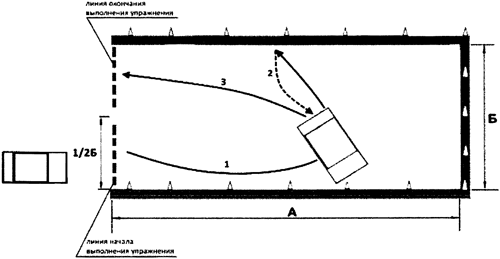 линия окончания
выполнения упражнения
2
3
Б
1/2Б
1
А
линия начала
выполнения упражнения